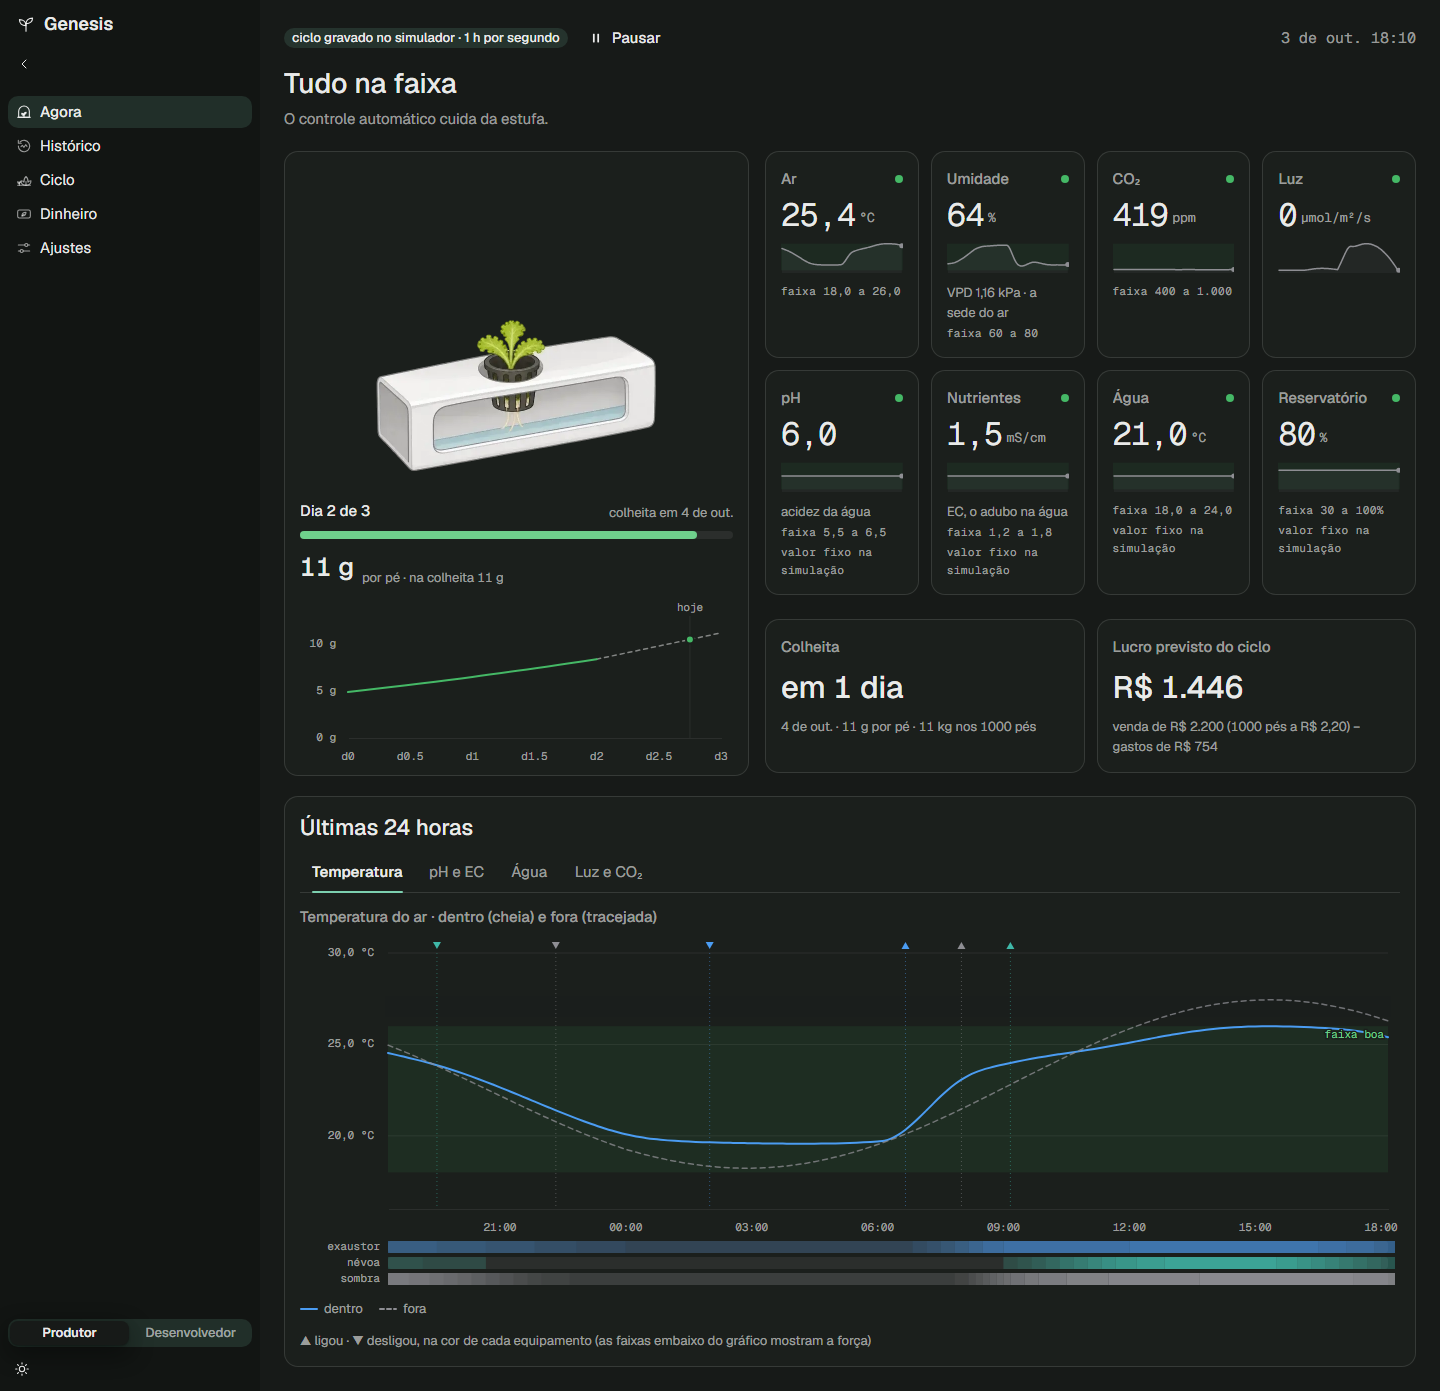 Genesis
Agora
Histórico
Ciclo
Dinheiro
Ajustes
Produtor
Desenvolvedor
ciclo gravado no simulador · 1 h por segundo
Pausar
3 de out. 18:10
Tudo na faixa
O controle automático cuida da estufa.
Dia 2 de 3
colheita em 4 de out.
11 g por pé · na colheita 11 g
hoje
10 g
5 g
0 g
d0 d0.5 d1 d1.5 d2 d2.5 d3
Ar
25,4 °C
faixa 18,0 a 26,0
Umidade
64 %
VPD 1,16 kPa · a
sede do ar
faixa 60 a 80
CO₂
419 ppm
faixa 400 a 1.000
Luz
0 µmol/m²/s
pH
6,0
acidez da água
faixa 5,5 a 6,5
valor fixo na
simulação
Nutrientes
1,5 mS/cm
EC, o adubo na água
faixa 1,2 a 1,8
valor fixo na
simulação
Água
21,0 °C
faixa 18,0 a 24,0
valor fixo na
simulação
Reservatório
80 %
faixa 30 a 100%
valor fixo na
simulação
Colheita
em 1 dia
4 de out. · 11 g por pé · 11 kg nos 1000 pés
Lucro previsto do ciclo
R$ 1.446
venda de R$ 2.200 (1000 pés a R$ 2,20) −
gastos de R$ 754
Últimas 24 horas
Temperatura pH e EC Água Luz e CO₂
Temperatura do ar · dentro (cheia) e fora (tracejada)
30,0 °C
25,0 °C
20,0 °C
faixa boa
21:00 00:00 03:00 06:00 09:00 12:00 15:00 18:00
exaustor
névoa
sombra
dentro fora
▲ ligou · ▼ desligou, na cor de cada equipamento (as faixas embaixo do gráfico mostram a força)